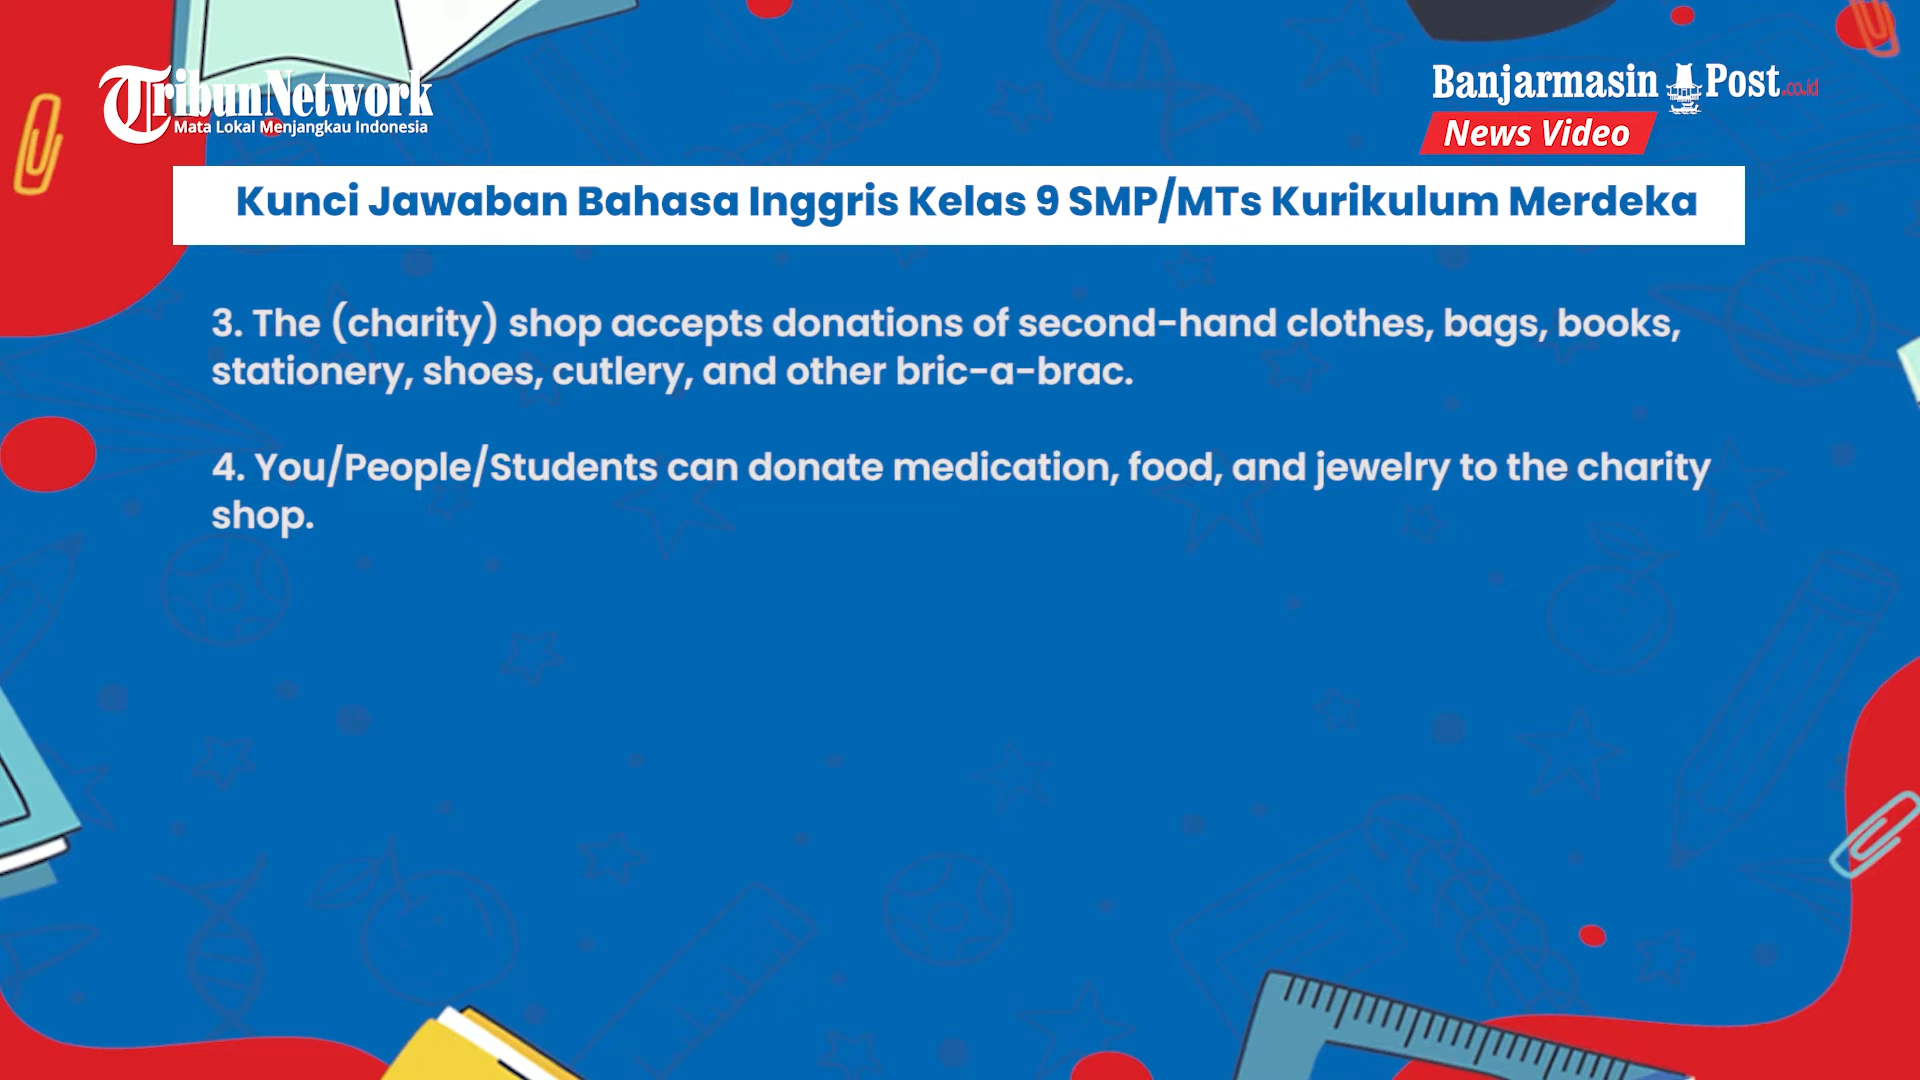 TribunNetwork
Mata Lokal Menjangkau Indonesia
Banjarmasin Post.co.id
News Video
Kunci Jawaban Bahasa Inggris Kelas 9 SMP/MTs Kurikulum Merdeka
3. The (charity) shop accepts donations of second-hand clothes, bags, books,
stationery, shoes, cutlery, and other bric-a-brac.
4. You/People/Students can donate medication, food, and jewelry to the charity
shop.